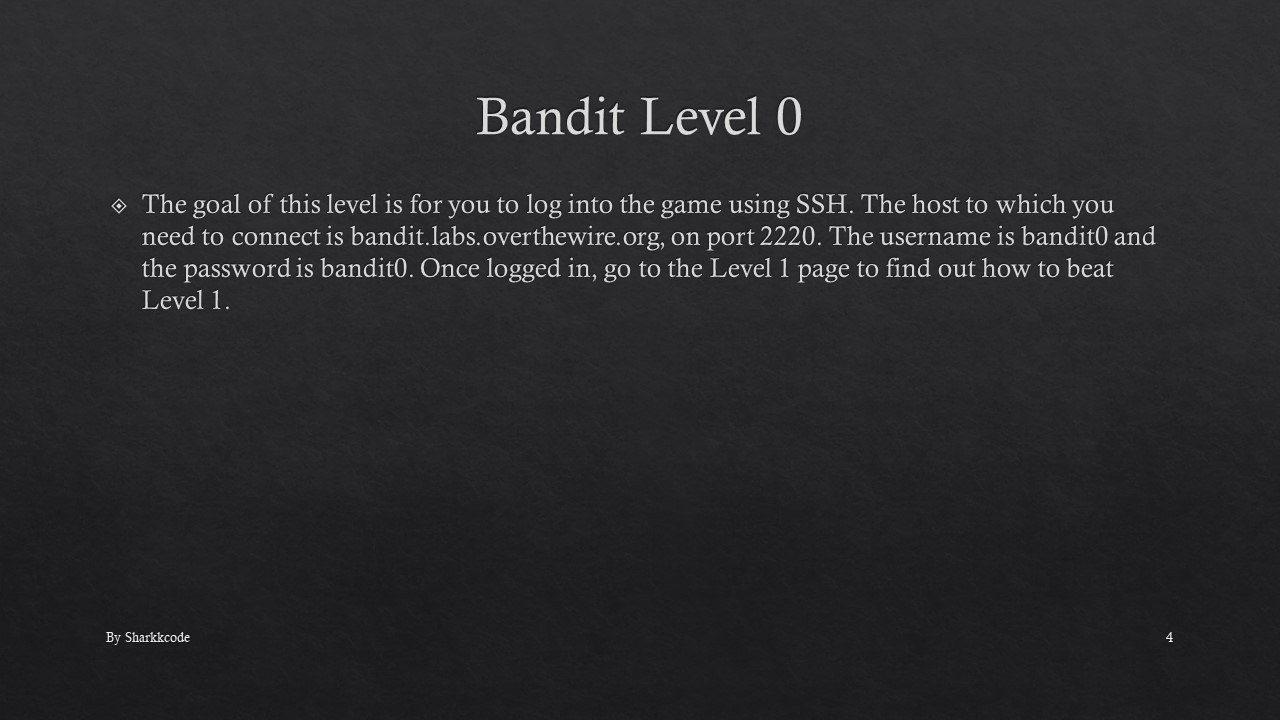 Bandit Level 0
The goal of this level is for you to log into the game using SSH. The host to which you
need to connect is bandit.labs.overthewire.org, on port 2220. The username is bandit0 and
the password is bandit0. Once logged in, go to the Level 1 page to find out how to beat
Level 1.
By Sharkkcode
4